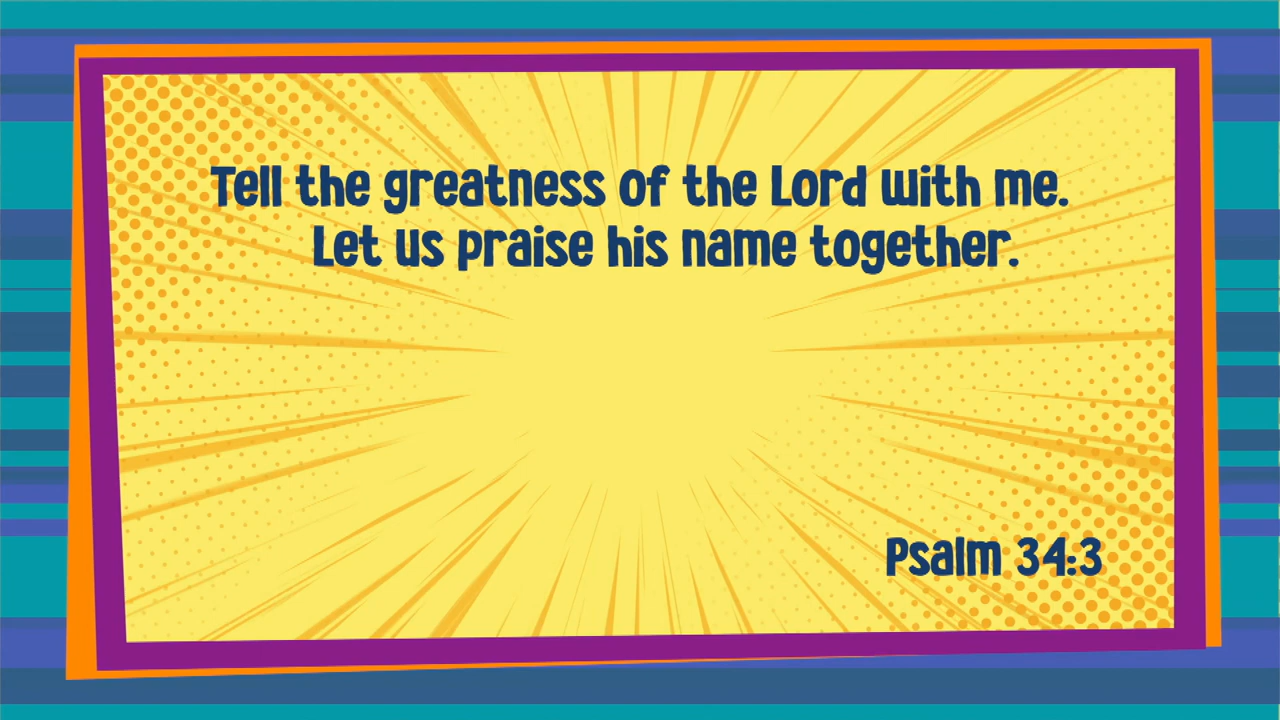 Tell the greatness of the Lord with me.
Let us praise his name together.
Psalm 34:3